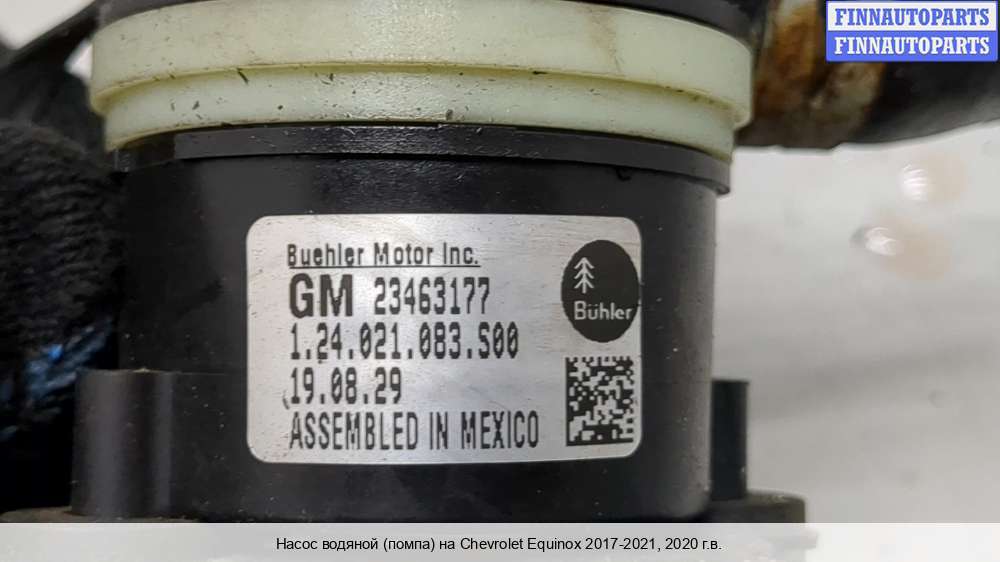 FINNAUTOPARTS
FINNAUTOPARTS
Buehler Motor Inc.
GM 23463177
Bühler
1.24.021.083.S00
19.08.29
ASSEMBLED IN MEXICO
Насос водяной (помпа) на Chevrolet Equinox 2017-2021, 2020 г.в.